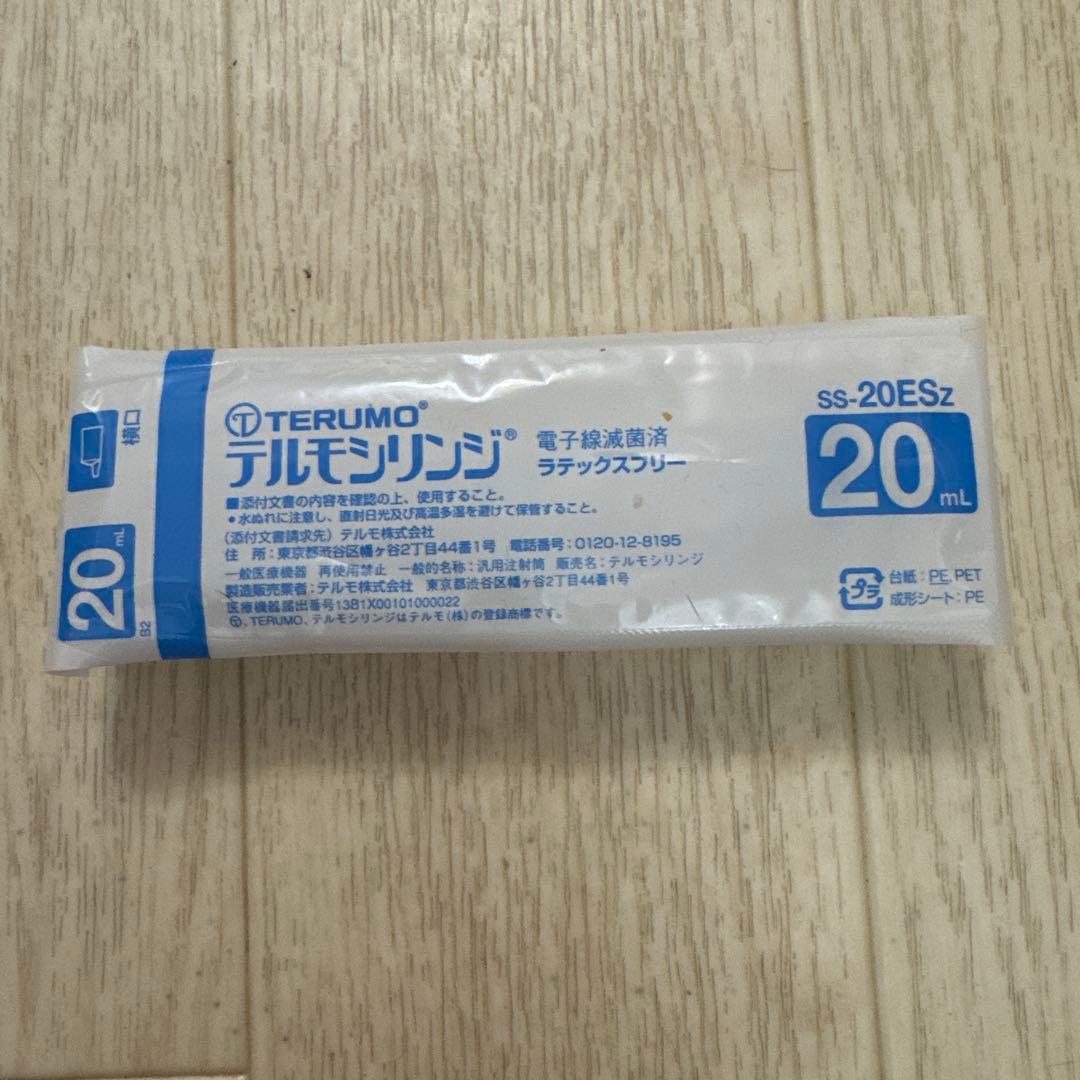 TERUMO®
テルモシリンジ®
電子線滅菌済
ラテックスフリー
SS-20ESz
20mL
■添付文書の内容を確認の上、使用すること。
●水ぬれに注意し、直射日光及び高温多湿を避けて保管すること。
(添付文書請求先) テルモ株式会社
住 所:東京都渋谷区幡ヶ谷2丁目44番1号 電話番号:0120-12-8195
一般医療機器 再使用禁止 一般的名称:汎用注射筒 販売名:テルモシリンジ
製造販売業者:テルモ株式会社 東京都渋谷区幡ヶ谷2丁目44番1号
医療機器届出番号13B1X00101000022
Ⓣ、TERUMO、テルモシリンジはテルモ(株)の登録商標です。
プラ
台紙:PE, PET
成形シート:PE
横口
20mL
B2